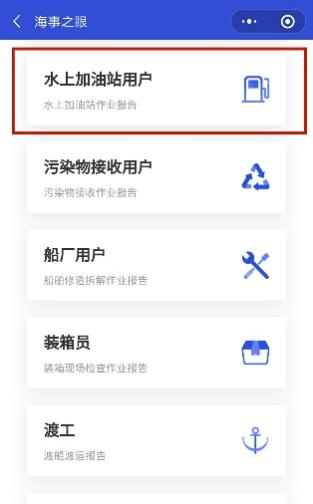 海事之眼
水上加油站用户
水上加油站作业报告
污染物接收用户
污染物接收作业报告
船厂用户
船舶修造拆解作业报告
装箱员
装箱现场检查作业报告
渡工
渡船渡运报告